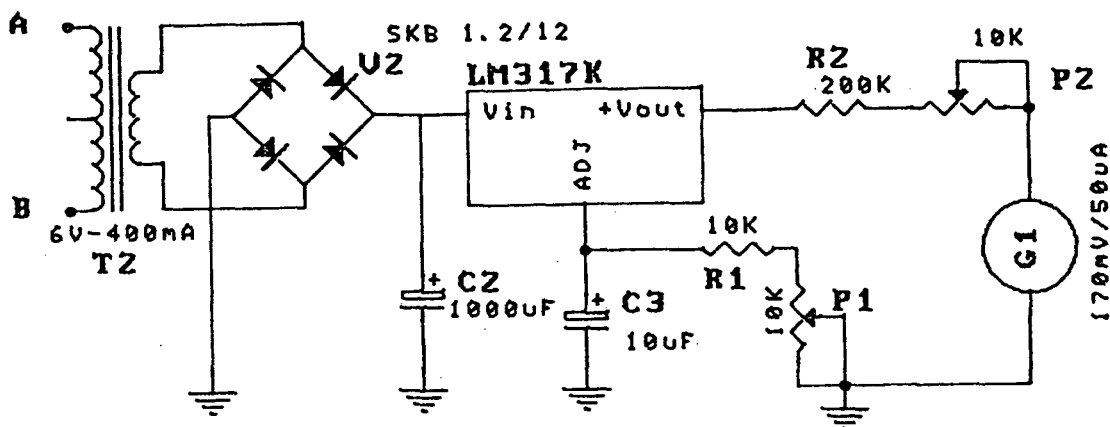 A
B
6V-400mA
T2
SKB 1.2/12
V2
LM317K
Vin
+Vout
ADJ
R2
200K
10K
P2
C2
1000uF
C3
10uF
10K
R1
10K
P1
G1
170mV/50uA